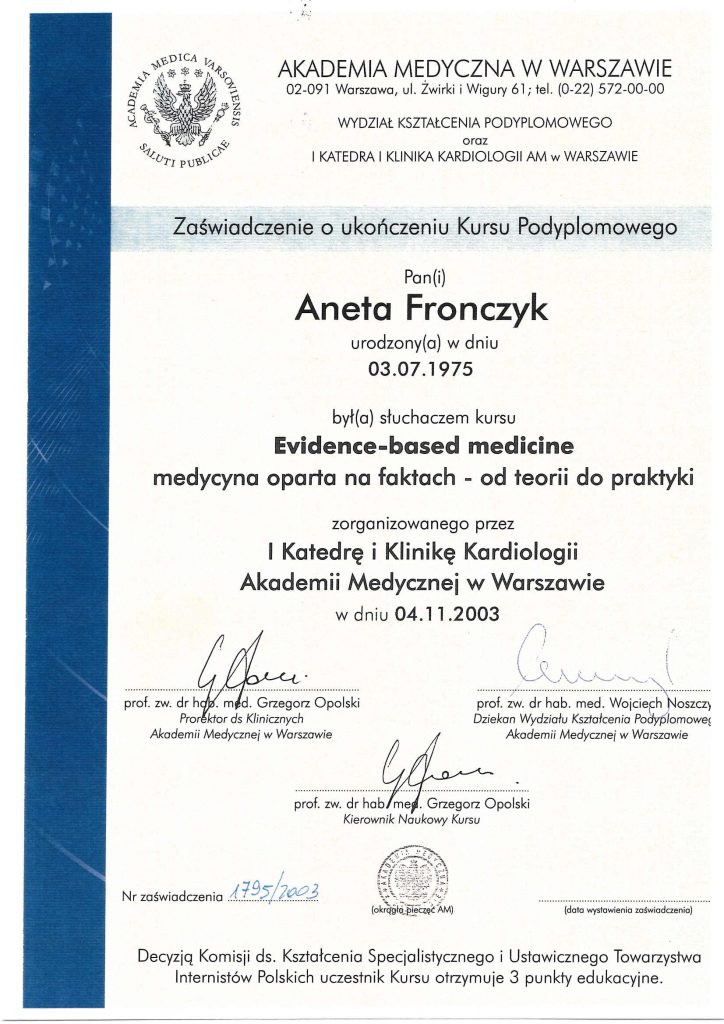 ACADEMIA MEDICA VARSOVIENSIS
SALUTI PUBLICAE
AKADEMIA MEDYCZNA W WARSZAWIE
02-091 Warszawa, ul. Żwirki i Wigury 61; tel. (0-22) 572-00-00
WYDZIAŁ KSZTAŁCENIA PODYPLOMOWEGO
oraz
I KATEDRA I KLINIKA KARDIOLOGII AM w WARSZAWIE
Zaświadczenie o ukończeniu Kursu Podyplomowego
Pan(i)
Aneta Fronczyk
urodzony(a) w dniu
03.07.1975
był(a) słuchaczem kursu
Evidence-based medicine
medycyna oparta na faktach - od teorii do praktyki
zorganizowanego przez
I Katedrę i Klinikę Kardiologii
Akademii Medycznej w Warszawie
w dniu 04.11.2003
prof. zw. dr hab. med. Grzegorz Opolski
Prorektor ds Klinicznych
Akademii Medycznej w Warszawie
prof. zw. dr hab. med. Wojciech Noszczy
Dziekan Wydziału Kształcenia Podyplomoweg
Akademii Medycznej w Warszawie
prof. zw. dr hab. med. Grzegorz Opolski
Kierownik Naukowy Kursu
Nr zaświadczenia 1795/2003
(okrągła pieczęć AM)
(data wystawienia zaświadczenia)
Decyzją Komisji ds. Kształcenia Specjalistycznego i Ustawicznego Towarzystwa
Internistów Polskich uczestnik Kursu otrzymuje 3 punkty edukacyjne.